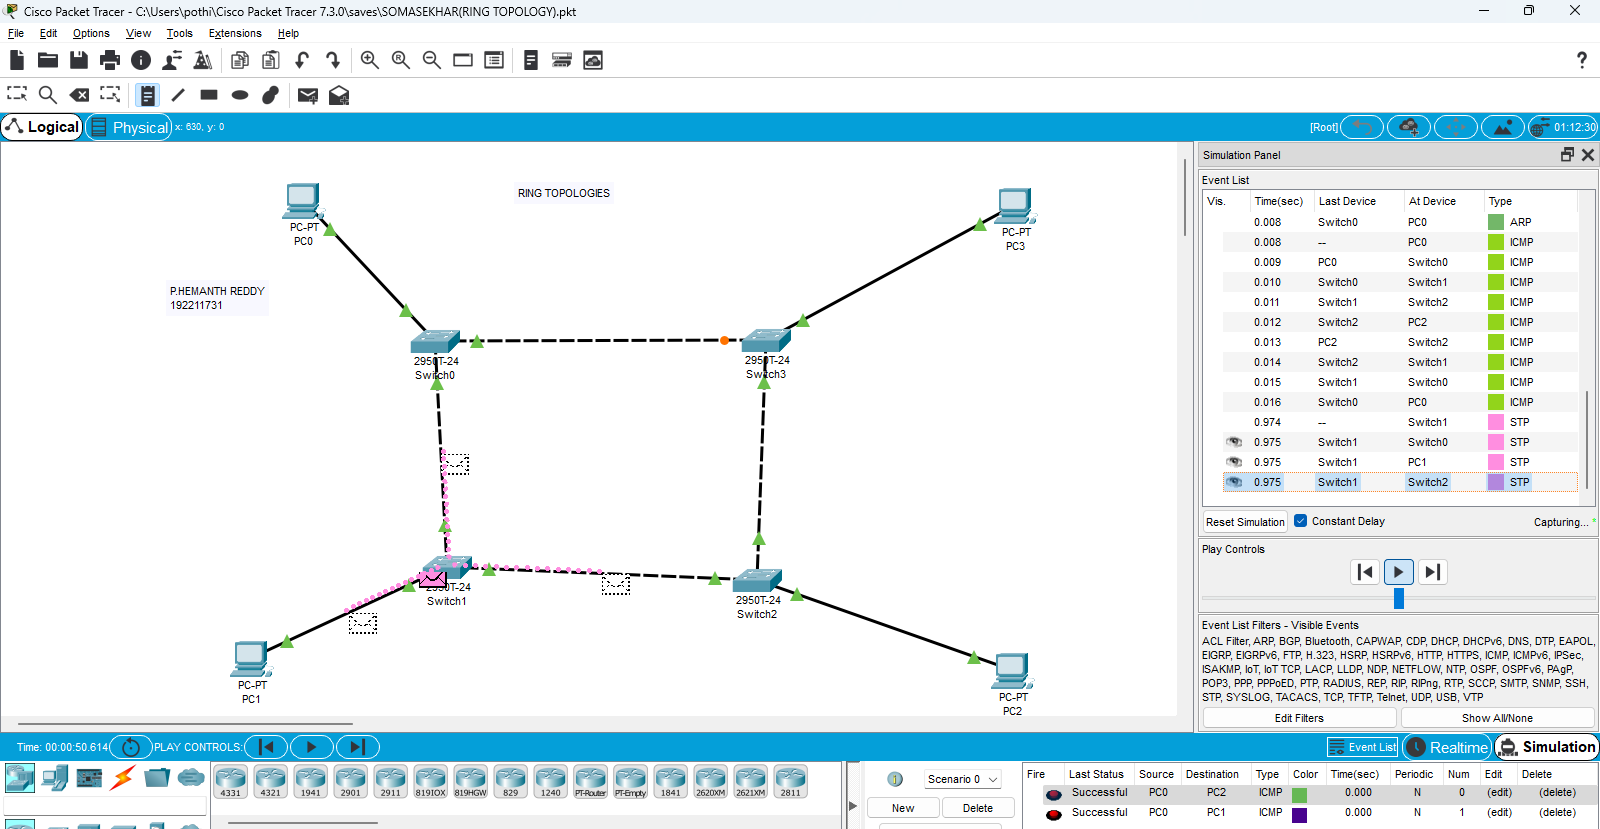 Cisco Packet Tracer - C:\Users\pothi\Cisco Packet Tracer 7.3.0\saves\SOMASEKHAR(RING TOPOLOGY).pkt
File Edit Options View Tools Extensions Help
Logical Physical x: 630, y: 0 [Root] 01:12:30
RING TOPOLOGIES
PC-PT
PC0
PC-PT
PC3
P.HEMANTH REDDY
192211731
2950T-24
Switch0
2950T-24
Switch3
2950T-24
Switch1
2950T-24
Switch2
PC-PT
PC1
PC-PT
PC2
Simulation Panel
Event List
Vis. Time(sec) Last Device At Device Type
0.008 Switch0 PC0 ARP
0.008 -- PC0 ICMP
0.009 PC0 Switch0 ICMP
0.010 Switch0 Switch1 ICMP
0.011 Switch1 Switch2 ICMP
0.012 Switch2 PC2 ICMP
0.013 PC2 Switch2 ICMP
0.014 Switch2 Switch1 ICMP
0.015 Switch1 Switch0 ICMP
0.016 Switch0 PC0 ICMP
0.974 -- Switch1 STP
0.975 Switch1 Switch0 STP
0.975 Switch1 PC1 STP
0.975 Switch1 Switch2 STP
Reset Simulation Constant Delay Capturing... *
Play Controls
Event List Filters - Visible Events
ACL Filter, ARP, BGP, Bluetooth, CAPWAP, CDP, DHCP, DHCPv6, DNS, DTP, EAPOL,
EIGRP, EIGRPv6, FTP, H.323, HSRP, HSRPv6, HTTP, HTTPS, ICMP, ICMPv6, IPSec,
ISAKMP, IoT, IoT TCP, LACP, LLDP, NDP, NETFLOW, NTP, OSPF, OSPFv6, PAgP,
POP3, PPP, PPPoED, PTP, RADIUS, REP, RIP, RIPng, RTP, SCCP, SMTP, SNMP, SSH,
STP, SYSLOG, TACACS, TCP, TFTP, Telnet, UDP, USB, VTP
Edit Filters Show All/None
Time: 00:00:50.614 PLAY CONTROLS: Event List Realtime Simulation
4331 4321 1941 2901 2911 819IOX 819HGW 829 1240 PT-Router PT-Empty 1841 2620XM 2621XM 2811
Scenario 0
New Delete
Fire Last Status Source Destination Type Color Time(sec) Periodic Num Edit Delete
Successful PC0 PC2 ICMP 0.000 N 0 (edit) (delete)
Successful PC0 PC1 ICMP 0.000 N 1 (edit) (delete)